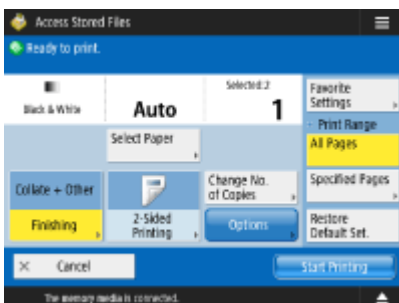 Access Stored Files
Ready to print.
Black & White
Auto
Selected:2
1
Favorite
Settings
Select Paper
Print Range
All Pages
Collate + Other
Finishing
2-Sided
Printing
Change No.
of Copies
Options
Specified Pages
Restore
Default Set.
× Cancel
Start Printing
The memory media is connected.